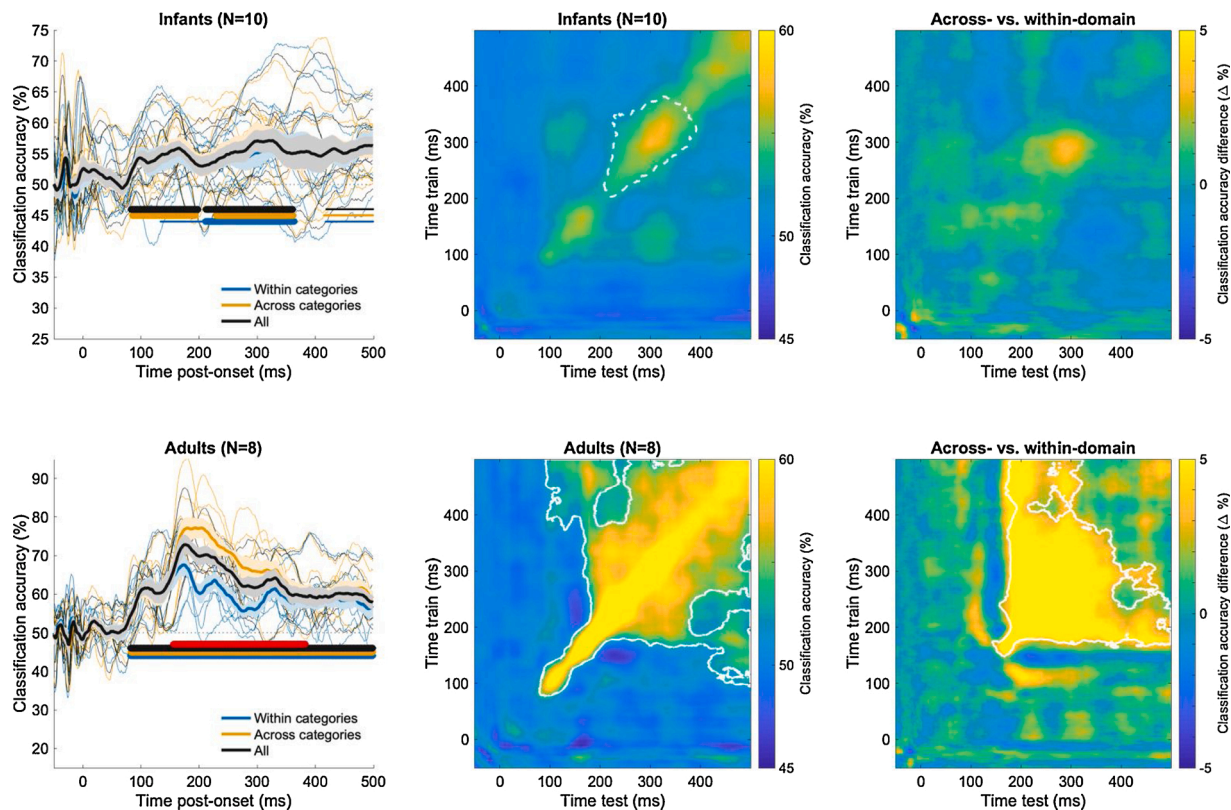 Infants (N=10)
75
70
65
60
55
50
45
40
35
30
25
Classification accuracy (%)
Within categories
Across categories
All
0 100 200 300 400 500
Time post-onset (ms)
Infants (N=10)
400
300
200
100
0
Time train (ms)
0 100 200 300 400
Time test (ms)
60
50
45
Classification accuracy (%)
Across- vs. within-domain
400
300
200
100
0
Time train (ms)
0 100 200 300 400
Time test (ms)
5
0
-5
Classification accuracy difference (Δ %)
Adults (N=8)
90
80
70
60
50
40
30
20
Classification accuracy (%)
Within categories
Across categories
All
0 100 200 300 400 500
Time post-onset (ms)
Adults (N=8)
400
300
200
100
0
Time train (ms)
0 100 200 300 400
Time test (ms)
60
50
45
Classification accuracy (%)
Across- vs. within-domain
400
300
200
100
0
Time train (ms)
0 100 200 300 400
Time test (ms)
5
0
-5
Classification accuracy difference (Δ %)